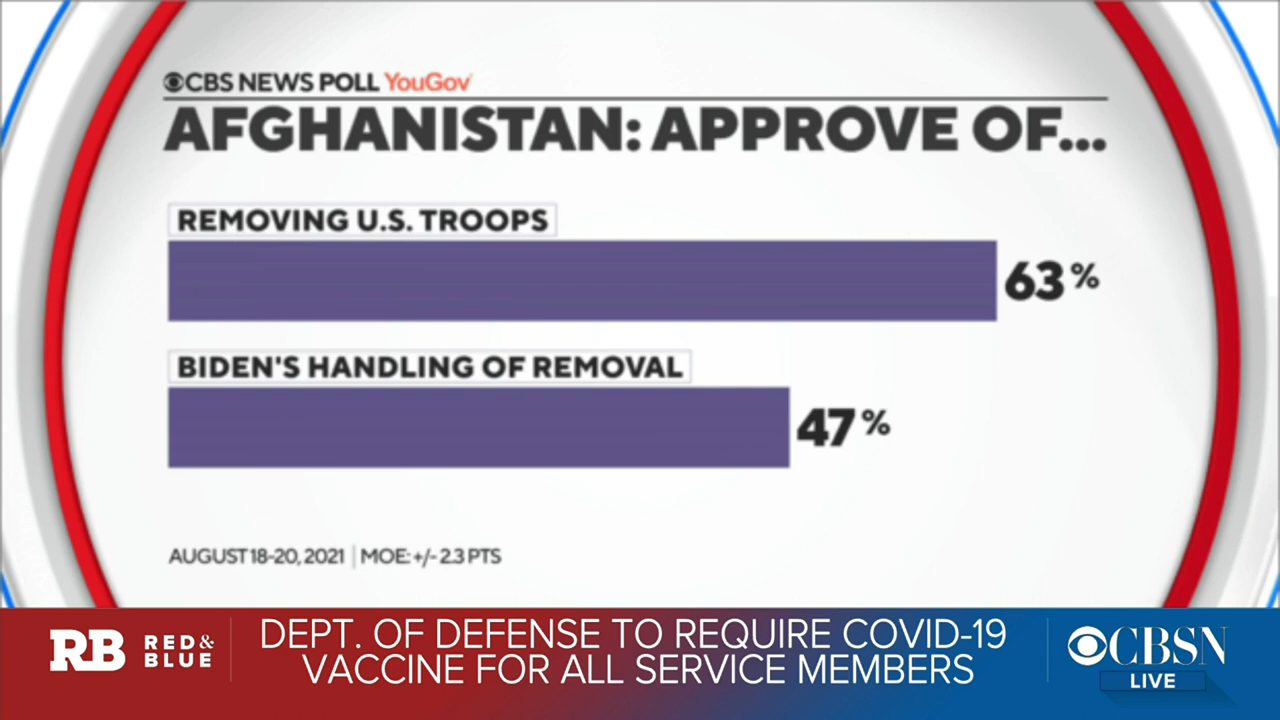 CBS NEWS POLL YouGov
AFGHANISTAN: APPROVE OF...
REMOVING U.S. TROOPS
63%
BIDEN'S HANDLING OF REMOVAL
47%
AUGUST 18-20, 2021 | MOE: +/- 2.3 PTS
RB RED & BLUE
DEPT. OF DEFENSE TO REQUIRE COVID-19
VACCINE FOR ALL SERVICE MEMBERS
CBSN
LIVE